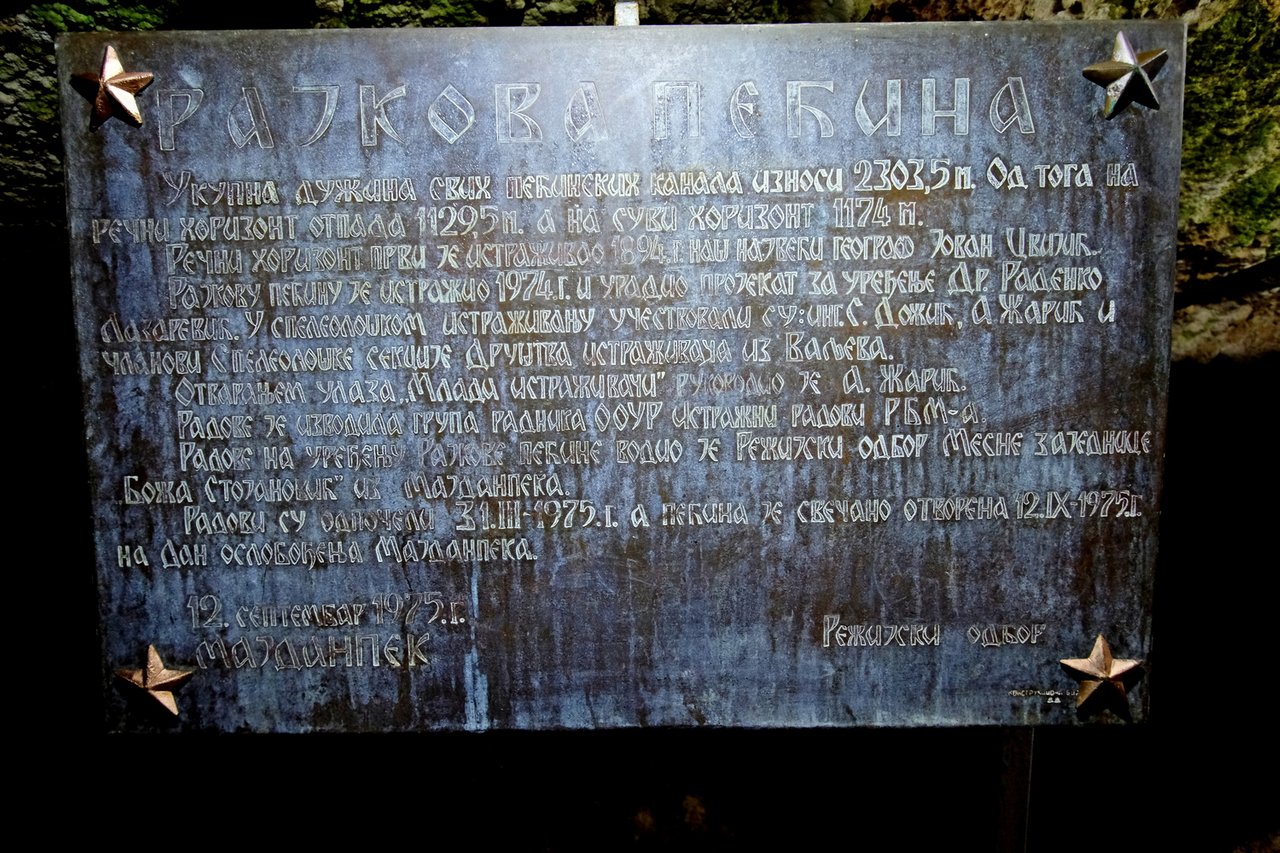 РАЈКОВА ПЕЋИНА
Укупна дужина свих пећинских канала износи 2303,5 м. Од тога на
речни хоризонт отпада 1129,5 м. а на суви хоризонт 1174 м.
Речни хоризонт први је истраживао 1894.г. наш највећи географ Јован Цвијић.
Рајкову пећину је истражио 1974.г. и урадио пројекат за уређење Др. Раденко
Лазаревић. У спелеолошком истраживању учествовали су: инг. С. Дожић, А Жарић и
чланови Спелеолошке секције Друштва истраживача из Ваљева.
Отварањем улаза „Млади истраживачи" руководио је А. Жарић.
Радове је изводила група радника ООУР истражни радови РБМ-а.
Радове на уређењу Рајкове пећине водио је Режијски одбор Месне заједнице
„Божа Стојановић" из Мајданпека.
Радови су одпочели 31.III-1975.г. а пећина је свечано отворена 12.IX-1975.г.
на Дан ослобођења Мајданпека.
12. септембар 1975.г.
МАЈДАНПЕК
Режијски одбор